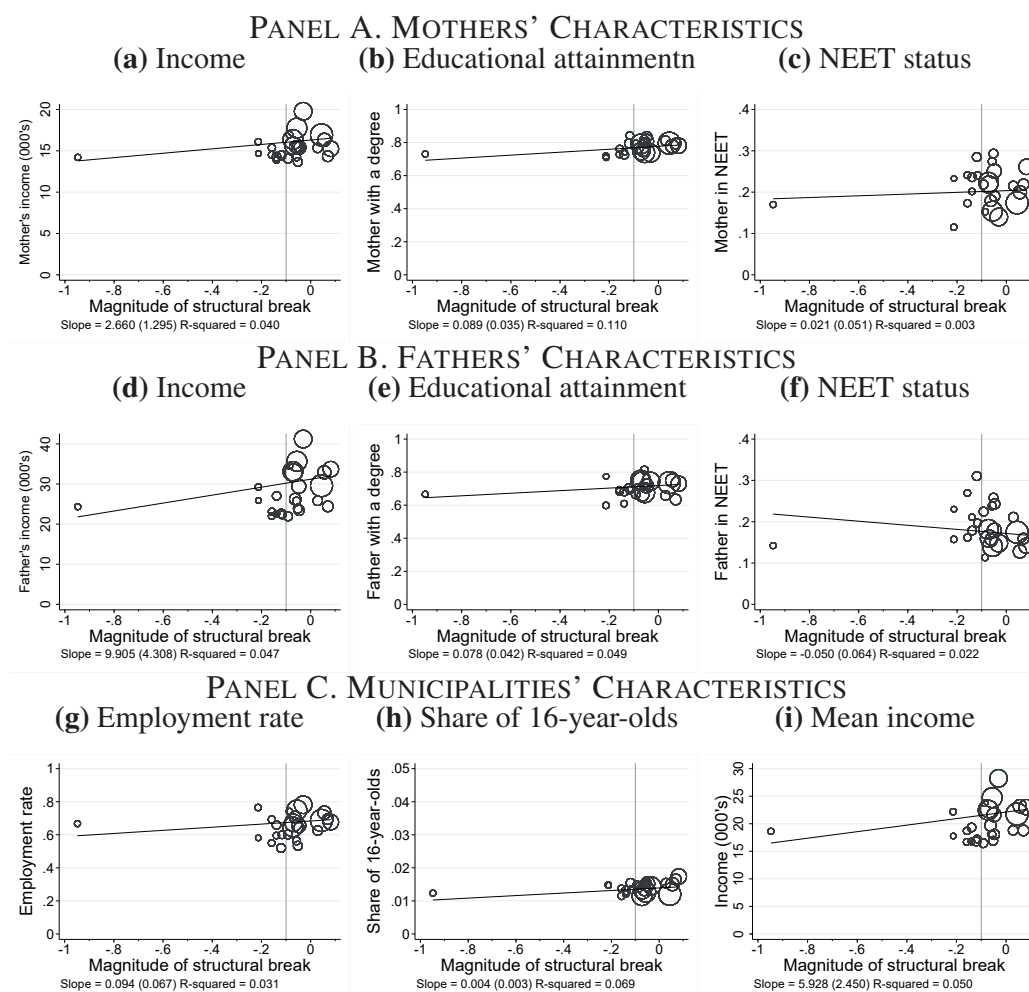 PANEL A. MOTHERS' CHARACTERISTICS
(a) Income
(b) Educational attainmentn
(c) NEET status
Mother's income (000's)
20
15
10
5
0
-1 -.8 -.6 -.4 -.2 0
Magnitude of structural break
Slope = 2.660 (1.295) R-squared = 0.040
Mother with a degree
1
.8
.6
.4
.2
0
-1 -.8 -.6 -.4 -.2 0
Magnitude of structural break
Slope = 0.089 (0.035) R-squared = 0.110
Mother in NEET
.4
.3
.2
.1
0
-1 -.8 -.6 -.4 -.2 0
Magnitude of structural break
Slope = 0.021 (0.051) R-squared = 0.003
PANEL B. FATHERS' CHARACTERISTICS
(d) Income
(e) Educational attainment
(f) NEET status
Father's income (000's)
40
30
20
10
0
-1 -.8 -.6 -.4 -.2 0
Magnitude of structural break
Slope = 9.905 (4.308) R-squared = 0.047
Father with a degree
1
.8
.6
.4
.2
0
-1 -.8 -.6 -.4 -.2 0
Magnitude of structural break
Slope = 0.078 (0.042) R-squared = 0.049
Father in NEET
.4
.3
.2
.1
0
-1 -.8 -.6 -.4 -.2 0
Magnitude of structural break
Slope = -0.050 (0.064) R-squared = 0.022
PANEL C. MUNICIPALITIES' CHARACTERISTICS
(g) Employment rate
(h) Share of 16-year-olds
(i) Mean income
Employment rate
1
.8
.6
.4
.2
0
-1 -.8 -.6 -.4 -.2 0
Magnitude of structural break
Slope = 0.094 (0.067) R-squared = 0.031
Share of 16-year-olds
.05
.04
.03
.02
.01
0
-1 -.8 -.6 -.4 -.2 0
Magnitude of structural break
Slope = 0.004 (0.003) R-squared = 0.069
Income (000's)
30
25
20
15
10
5
0
-1 -.8 -.6 -.4 -.2 0
Magnitude of structural break
Slope = 5.928 (2.450) R-squared = 0.050